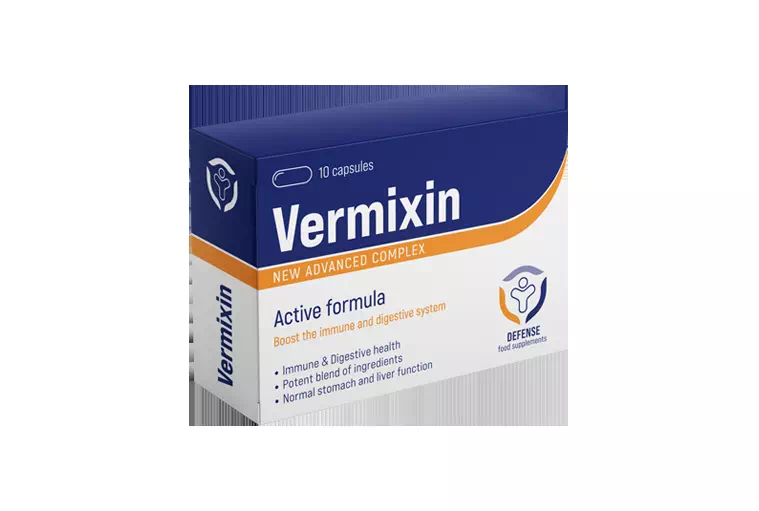 10 capsules
Vermixin
NEW ADVANCED COMPLEX
Active formula
Boost the immune and digestive system
• Immune & Digestive health
• Potent blend of ingredients
• Normal stomach and liver function
DEFENSE
food supplements
Vermixin